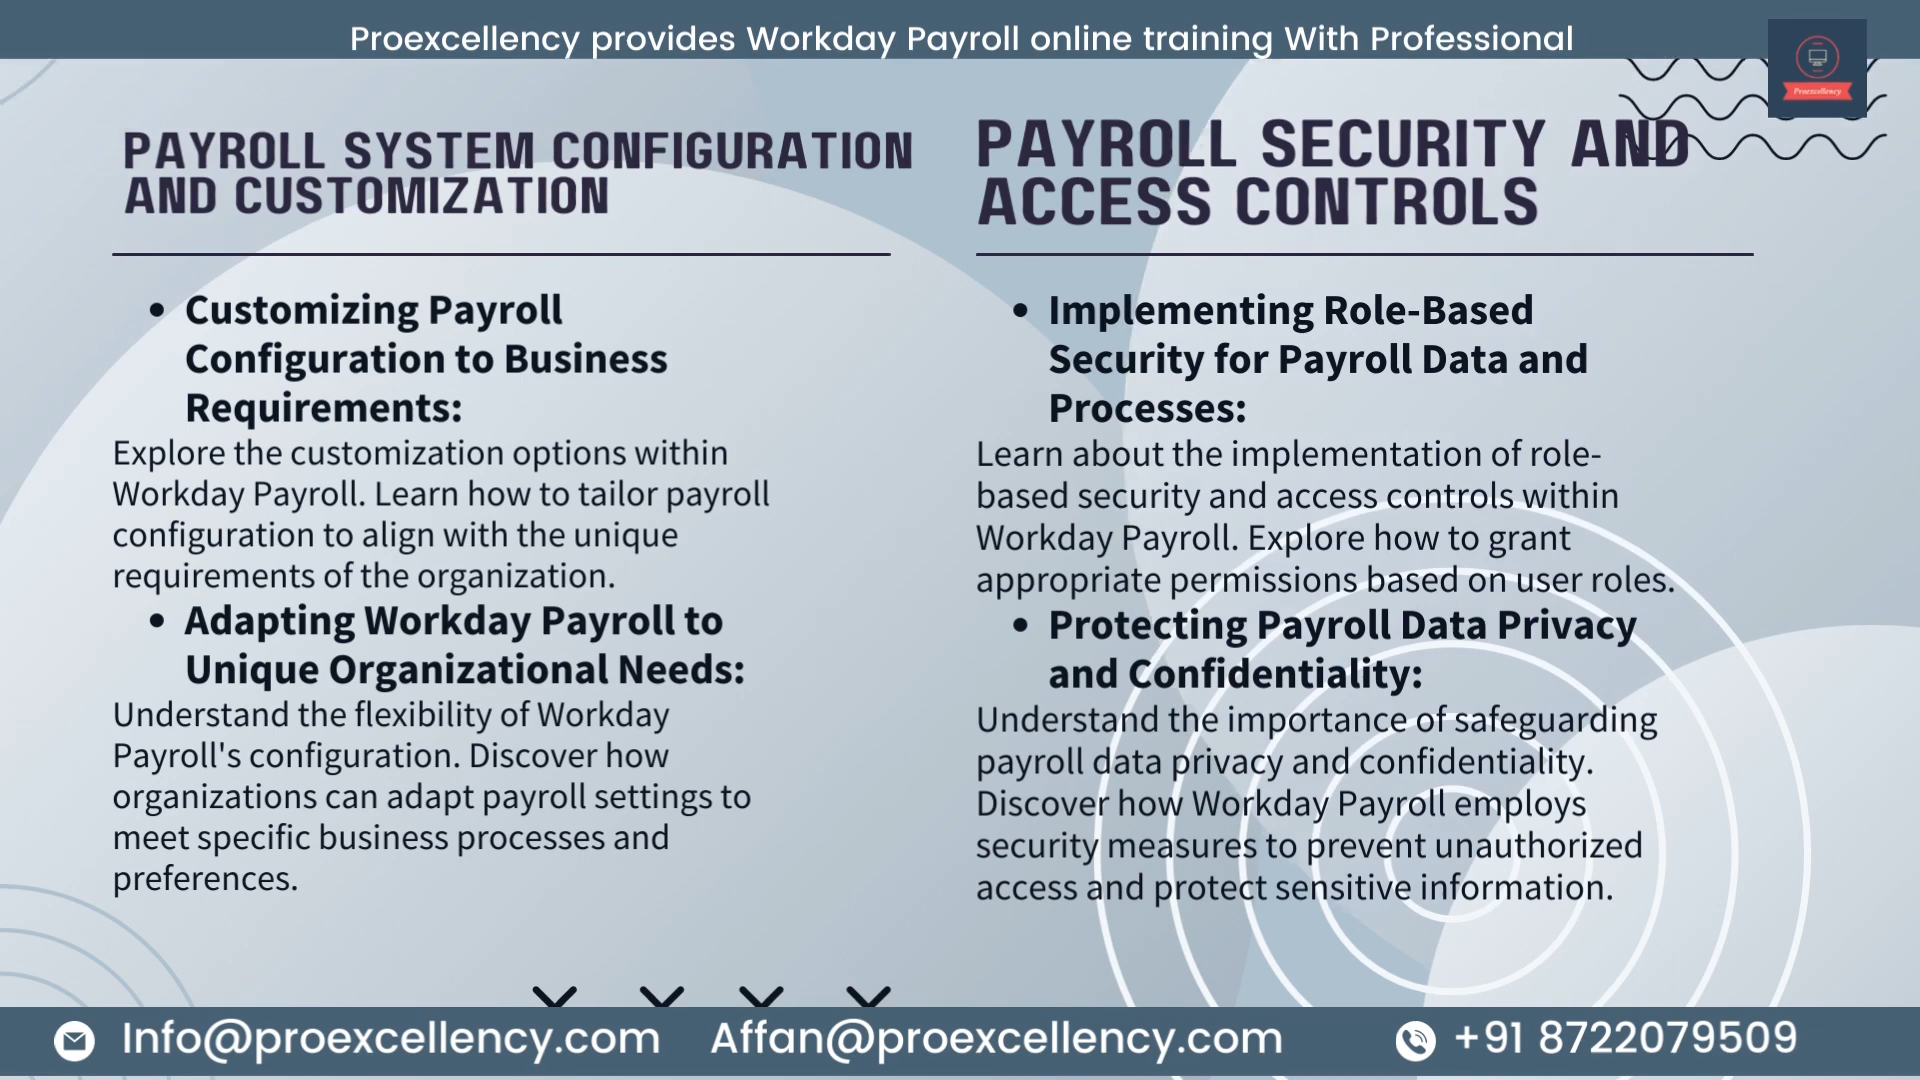 Proexcellency provides Workday Payroll online training With Professional
Proexcellency
PAYROLL SYSTEM CONFIGURATION
AND CUSTOMIZATION
• Customizing Payroll
Configuration to Business
Requirements:
Explore the customization options within
Workday Payroll. Learn how to tailor payroll
configuration to align with the unique
requirements of the organization.
• Adapting Workday Payroll to
Unique Organizational Needs:
Understand the flexibility of Workday
Payroll's configuration. Discover how
organizations can adapt payroll settings to
meet specific business processes and
preferences.
PAYROLL SECURITY AND
ACCESS CONTROLS
• Implementing Role-Based
Security for Payroll Data and
Processes:
Learn about the implementation of role-
based security and access controls within
Workday Payroll. Explore how to grant
appropriate permissions based on user roles.
• Protecting Payroll Data Privacy
and Confidentiality:
Understand the importance of safeguarding
payroll data privacy and confidentiality.
Discover how Workday Payroll employs
security measures to prevent unauthorized
access and protect sensitive information.
Info@proexcellency.com Affan@proexcellency.com +91 8722079509